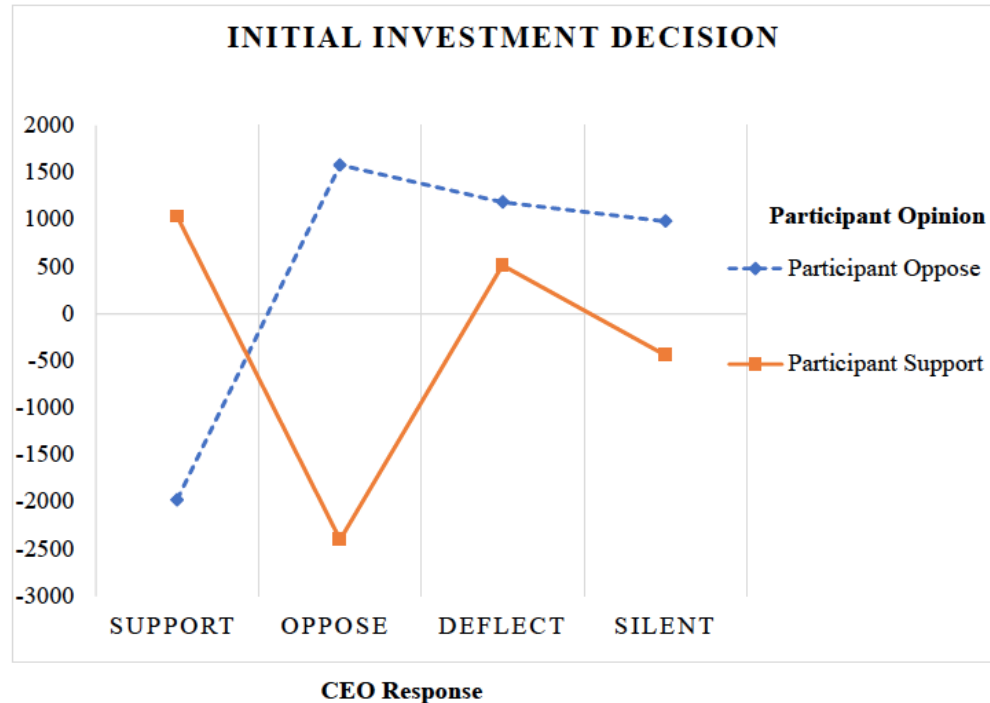 INITIAL INVESTMENT DECISION
2000
1500
1000
500
0
-500
-1000
-1500
-2000
-2500
-3000
Participant Opinion
Participant Oppose
Participant Support
SUPPORT OPPOSE DEFLECT SILENT
CEO Response